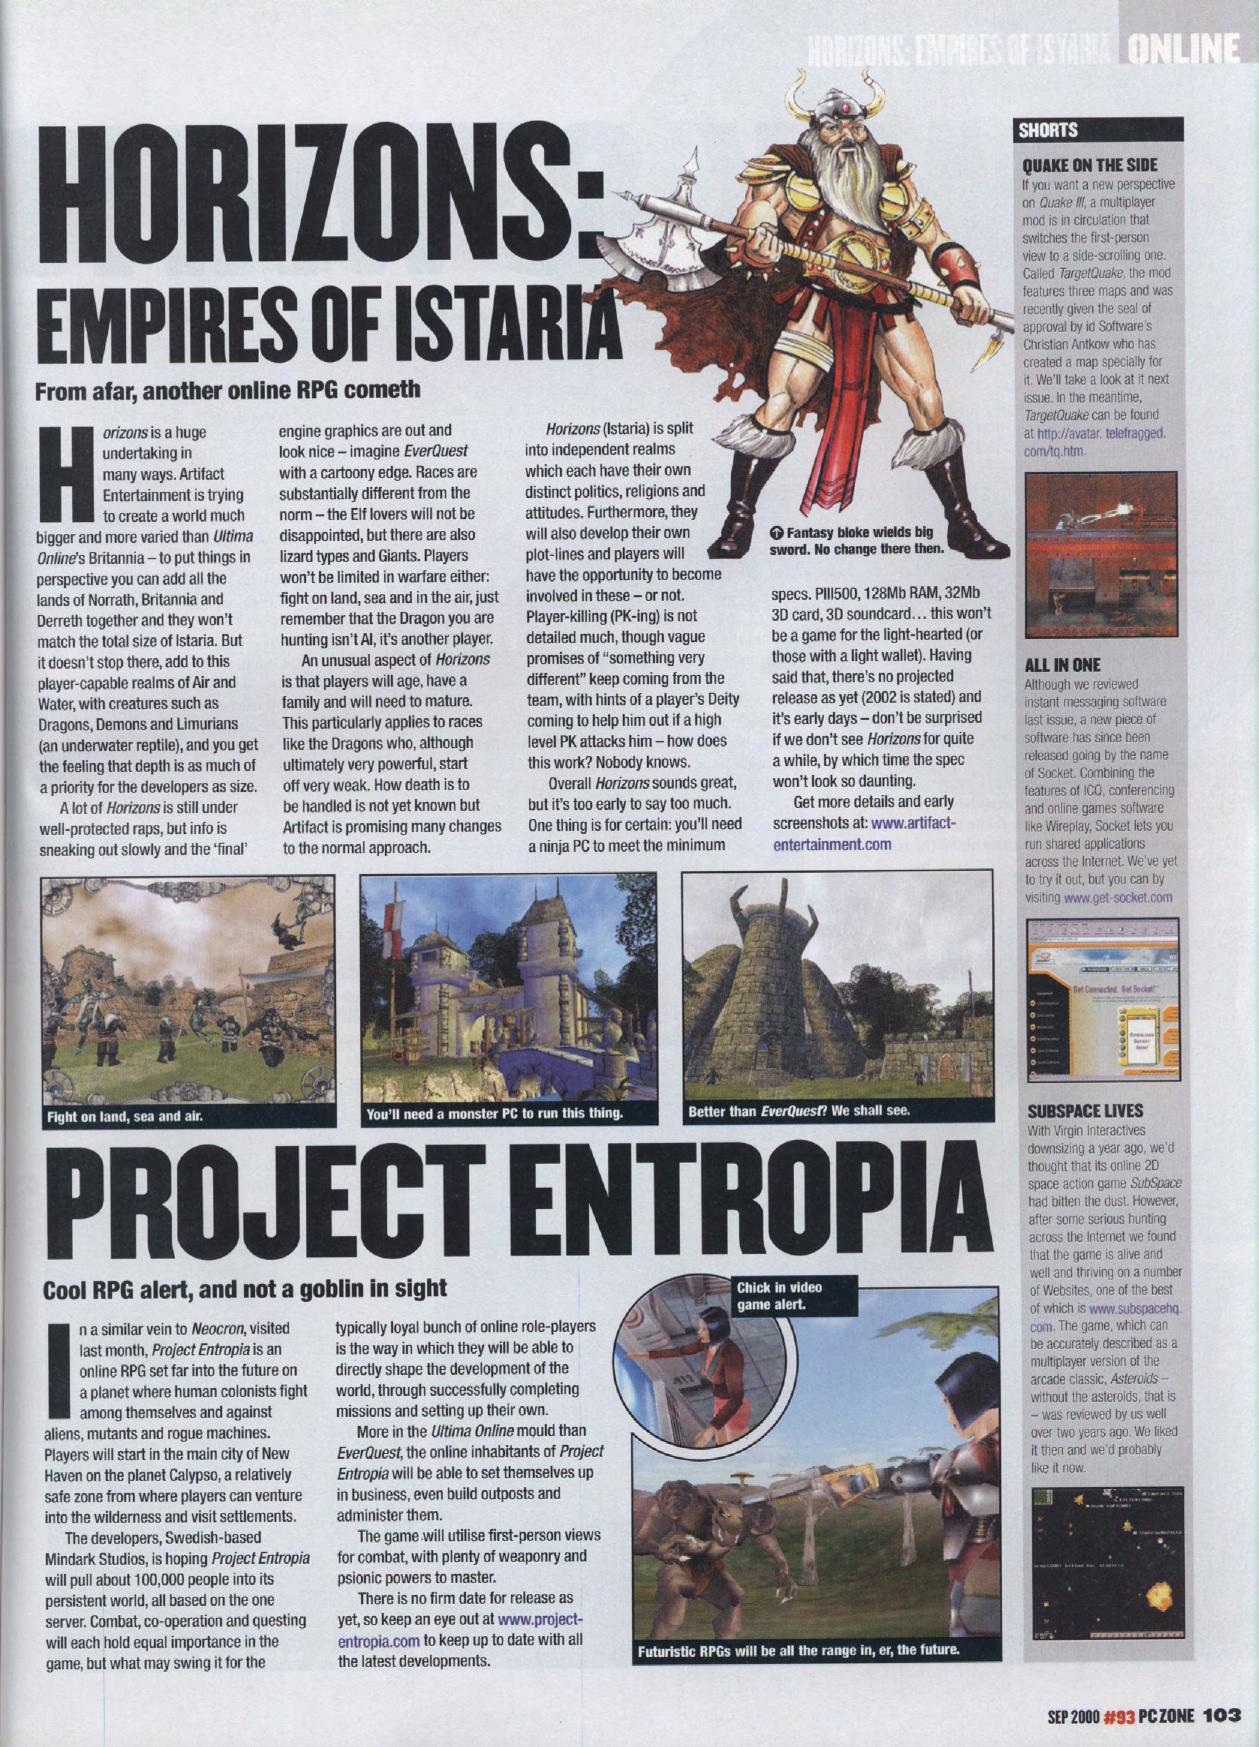 HORIZONS: EMPIRES OF ISTARIA ONLINE
HORIZONS:
EMPIRES OF ISTARIA
From afar, another online RPG cometh
Horizons is a huge
undertaking in
many ways. Artifact
Entertainment is trying
to create a world much
bigger and more varied than Ultima
Online's Britannia – to put things in
perspective you can add all the
lands of Norrath, Britannia and
Derreth together and they won't
match the total size of Istaria. But
it doesn't stop there, add to this
player-capable realms of Air and
Water, with creatures such as
Dragons, Demons and Limurians
(an underwater reptile), and you get
the feeling that depth is as much of
a priority for the developers as size.
A lot of Horizons is still under
well-protected raps, but info is
sneaking out slowly and the 'final'
engine graphics are out and
look nice – imagine EverQuest
with a cartoony edge. Races are
substantially different from the
norm – the Elf lovers will not be
disappointed, but there are also
lizard types and Giants. Players
won't be limited in warfare either:
fight on land, sea and in the air, just
remember that the Dragon you are
hunting isn't AI, it's another player.
An unusual aspect of Horizons
is that players will age, have a
family and will need to mature.
This particularly applies to races
like the Dragons who, although
ultimately very powerful, start
off very weak. How death is to
be handled is not yet known but
Artifact is promising many changes
to the normal approach.
Horizons (Istaria) is split
into independent realms
which each have their own
distinct politics, religions and
attitudes. Furthermore, they
will also develop their own
plot-lines and players will
have the opportunity to become
involved in these – or not.
Player-killing (PK-ing) is not
detailed much, though vague
promises of "something very
different" keep coming from the
team, with hints of a player's Deity
coming to help him out if a high
level PK attacks him – how does
this work? Nobody knows.
Overall Horizons sounds great,
but it's too early to say too much.
One thing is for certain: you'll need
a ninja PC to meet the minimum
Fantasy bloke wields big
sword. No change there then.
specs. PIII500, 128Mb RAM, 32Mb
3D card, 3D soundcard... this won't
be a game for the light-hearted (or
those with a light wallet). Having
said that, there's no projected
release as yet (2002 is stated) and
it's early days – don't be surprised
if we don't see Horizons for quite
a while, by which time the spec
won't look so daunting.
Get more details and early
screenshots at: www.artifact-
entertainment.com
Fight on land, sea and air.
You'll need a monster PC to run this thing.
Better than EverQuest? We shall see.
PROJECT ENTROPIA
Cool RPG alert, and not a goblin in sight
In a similar vein to Neocron, visited
last month, Project Entropia is an
online RPG set far into the future on
a planet where human colonists fight
among themselves and against
aliens, mutants and rogue machines.
Players will start in the main city of New
Haven on the planet Calypso, a relatively
safe zone from where players can venture
into the wilderness and visit settlements.
The developers, Swedish-based
Mindark Studios, is hoping Project Entropia
will pull about 100,000 people into its
persistent world, all based on the one
server. Combat, co-operation and questing
will each hold equal importance in the
game, but what may swing it for the
typically loyal bunch of online role-players
is the way in which they will be able to
directly shape the development of the
world, through successfully completing
missions and setting up their own.
More in the Ultima Online mould than
EverQuest, the online inhabitants of Project
Entropia will be able to set themselves up
in business, even build outposts and
administer them.
The game will utilise first-person views
for combat, with plenty of weaponry and
psionic powers to master.
There is no firm date for release as
yet, so keep an eye out at www.project-
entropia.com to keep up to date with all
the latest developments.
Chick in video
game alert.
Futuristic RPGs will be all the range in, er, the future.
SHORTS
QUAKE ON THE SIDE
If you want a new perspective
on Quake III, a multiplayer
mod is in circulation that
switches the first-person
view to a side-scrolling one.
Called TargetQuake, the mod
features three maps and was
recently given the seal of
approval by id Software's
Christian Antkow who has
created a map specially for
it. We'll take a look at it next
issue. In the meantime,
TargetQuake can be found
at http://avatar. telefragged.
com/tq.htm.
ALL IN ONE
Although we reviewed
instant messaging software
last issue, a new piece of
software has since been
released going by the name
of Socket. Combining the
features of ICQ, conferencing
and online games software
like Wireplay, Socket lets you
run shared applications
across the Internet. We've yet
to try it out, but you can by
visiting www.get-socket.com
Get Connected. Get Socket!
SUBSPACE LIVES
With Virgin Interactives
downsizing a year ago, we'd
thought that its online 2D
space action game SubSpace
had bitten the dust. However,
after some serious hunting
across the Internet we found
that the game is alive and
well and thriving on a number
of Websites, one of the best
of which is www.subspacehq.
com. The game, which can
be accurately described as a
multiplayer version of the
arcade classic, Asteroids –
without the asteroids, that is
– was reviewed by us well
over two years ago. We liked
it then and we'd probably
like it now.
SEP 2000 #93 PC ZONE 103